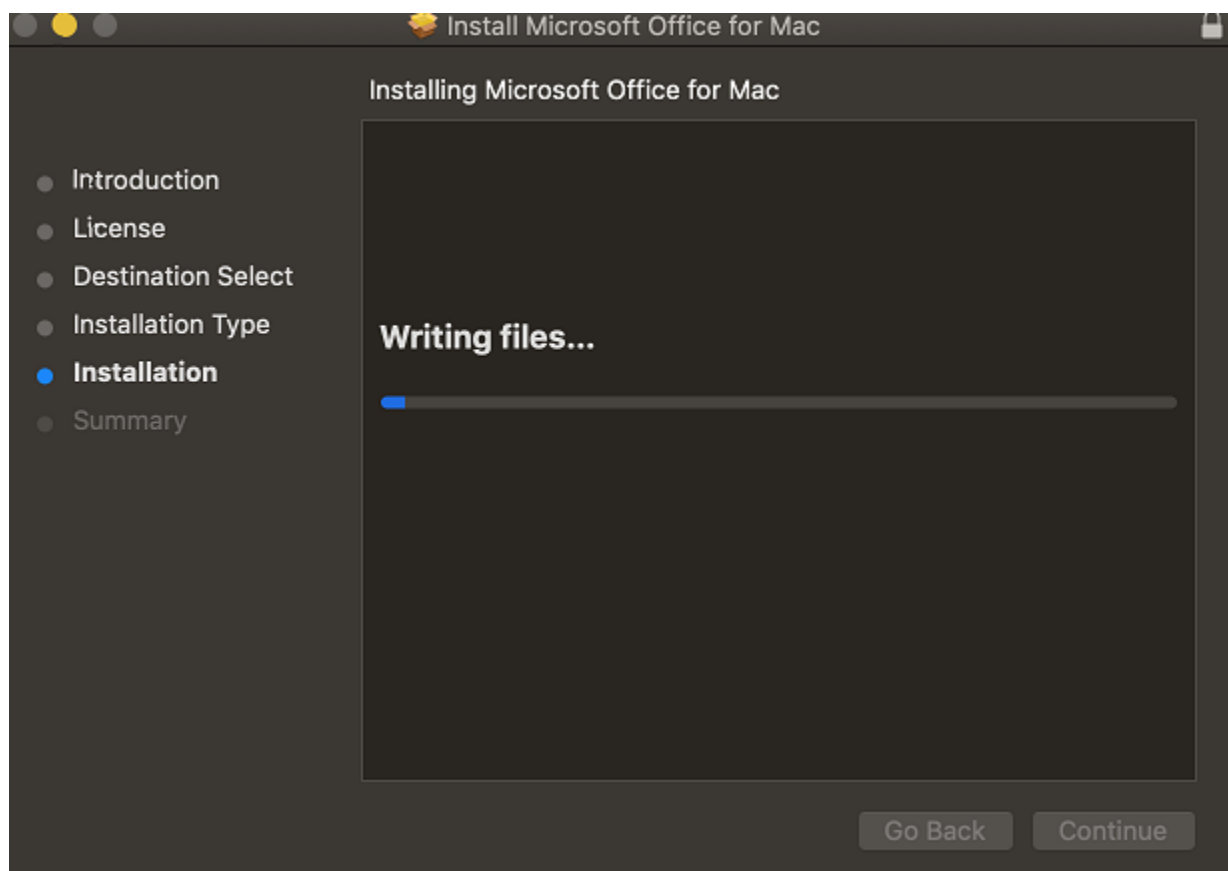 Install Microsoft Office for Mac
Installing Microsoft Office for Mac
Introduction
License
Destination Select
Installation Type
Installation
Summary
Writing files...
Go Back
Continue